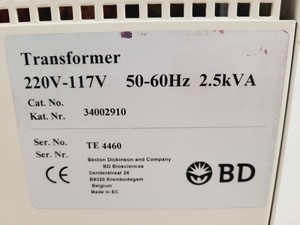 Transformer
220V-117V 50-60Hz 2.5kVA
Cat. No.
Kat. Nr. 34002910
Ser. No. TE 4460
Ser. Nr.
Becton Dickinson and Company
BD Biosciences
Denderstraat 24
B9320 Erembodegem
Belgium
Made in EC
CE
BD